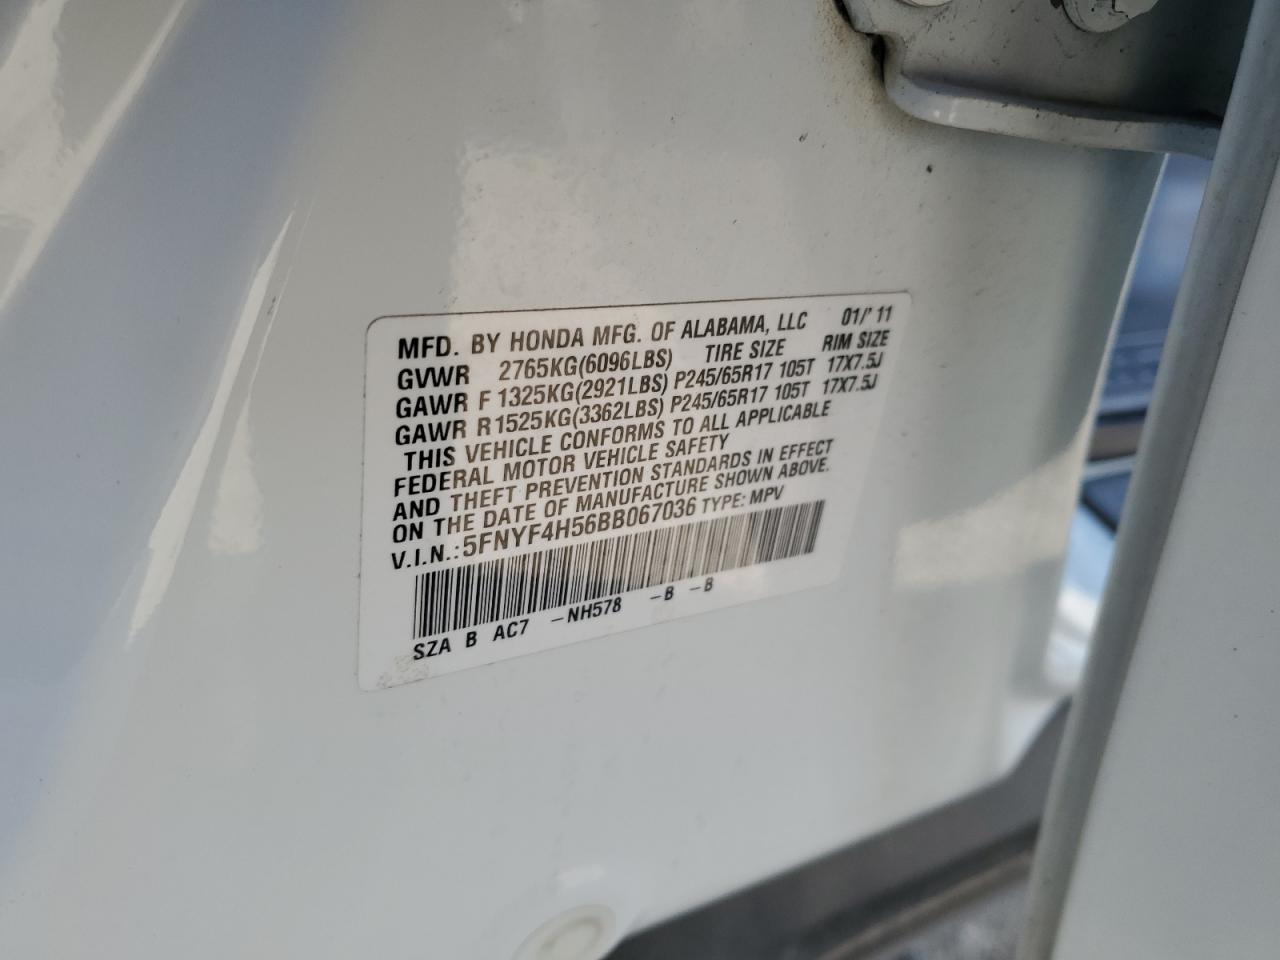 MFD. BY HONDA MFG. OF ALABAMA, LLC 01/'11
GVWR 2765KG(6096LBS) TIRE SIZE RIM SIZE
GAWR F 1325KG(2921LBS) P245/65R17 105T 17X7.5J
GAWR R 1525KG(3362LBS) P245/65R17 105T 17X7.5J
THIS VEHICLE CONFORMS TO ALL APPLICABLE
FEDERAL MOTOR VEHICLE SAFETY
AND THEFT PREVENTION STANDARDS IN EFFECT
ON THE DATE OF MANUFACTURE SHOWN ABOVE.
V.I.N.: 5FNYF4H56BB067036 TYPE: MPV
SZA B AC7 -NH578 -B -B